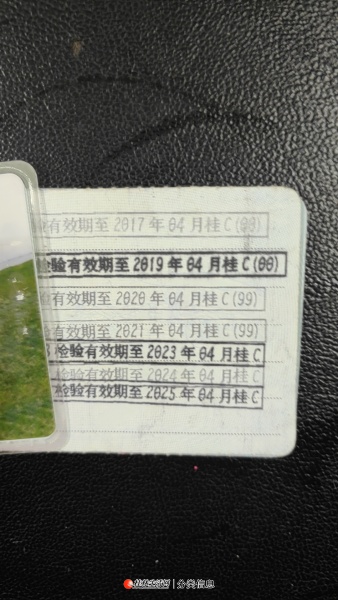 验有效期至2017年04月桂C(00)
检验有效期至2019年04月桂C(00)
验有效期至2020年04月桂C(99)
验有效期至2021年04月桂C(99)
检验有效期至2023年04月桂C
检验有效期至2024年04月桂C
检验有效期至2025年04月桂C
分类信息